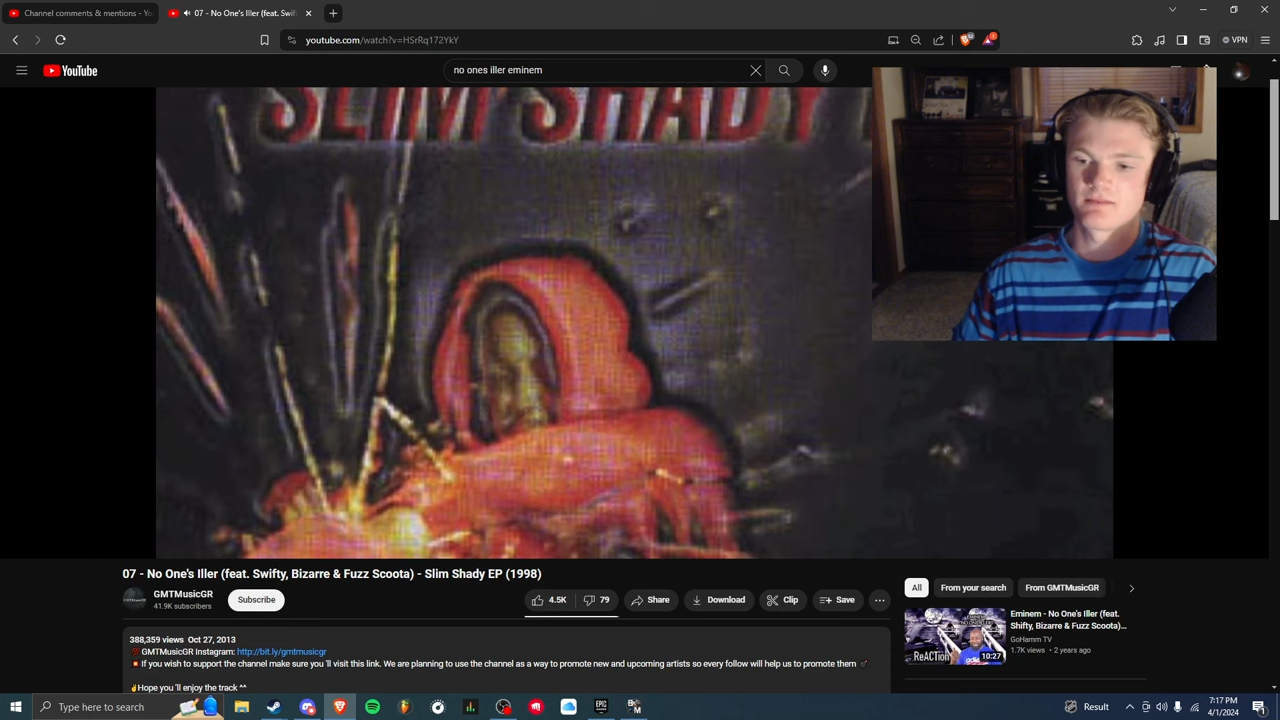 Channel comments & mentions - Yo
07 - No One's Iller (feat. Swif
youtube.com/watch?v=HSrRq172YkY
52
VPN
YouTube
no ones iller eminem
SLIM SHADY
07 - No One's Iller (feat. Swifty, Bizarre & Fuzz Scoota) - Slim Shady EP (1998)
GMTMusicGR
41.9K subscribers
Subscribe
4.5K
79
Share
Download
Clip
Save
All
From your search
From GMTMusicGR
388,359 views Oct 27, 2013
GMTMusicGR Instagram: http://bit.ly/gmtmusicgr
If you wish to support the channel make sure you 'll visit this link. We are planning to use the channel as a way to promote new and upcoming artists so every follow will help us to promote them
Hope you 'll enjoy the track ^^
Eminem - No One's Iller (feat.
Shifty, Bizarre & Fuzz Scoota)...
GoHamm TV
1.7K views • 2 years ago
ReACTion
10:27
Type here to search
Result
7:17 PM
4/1/2024